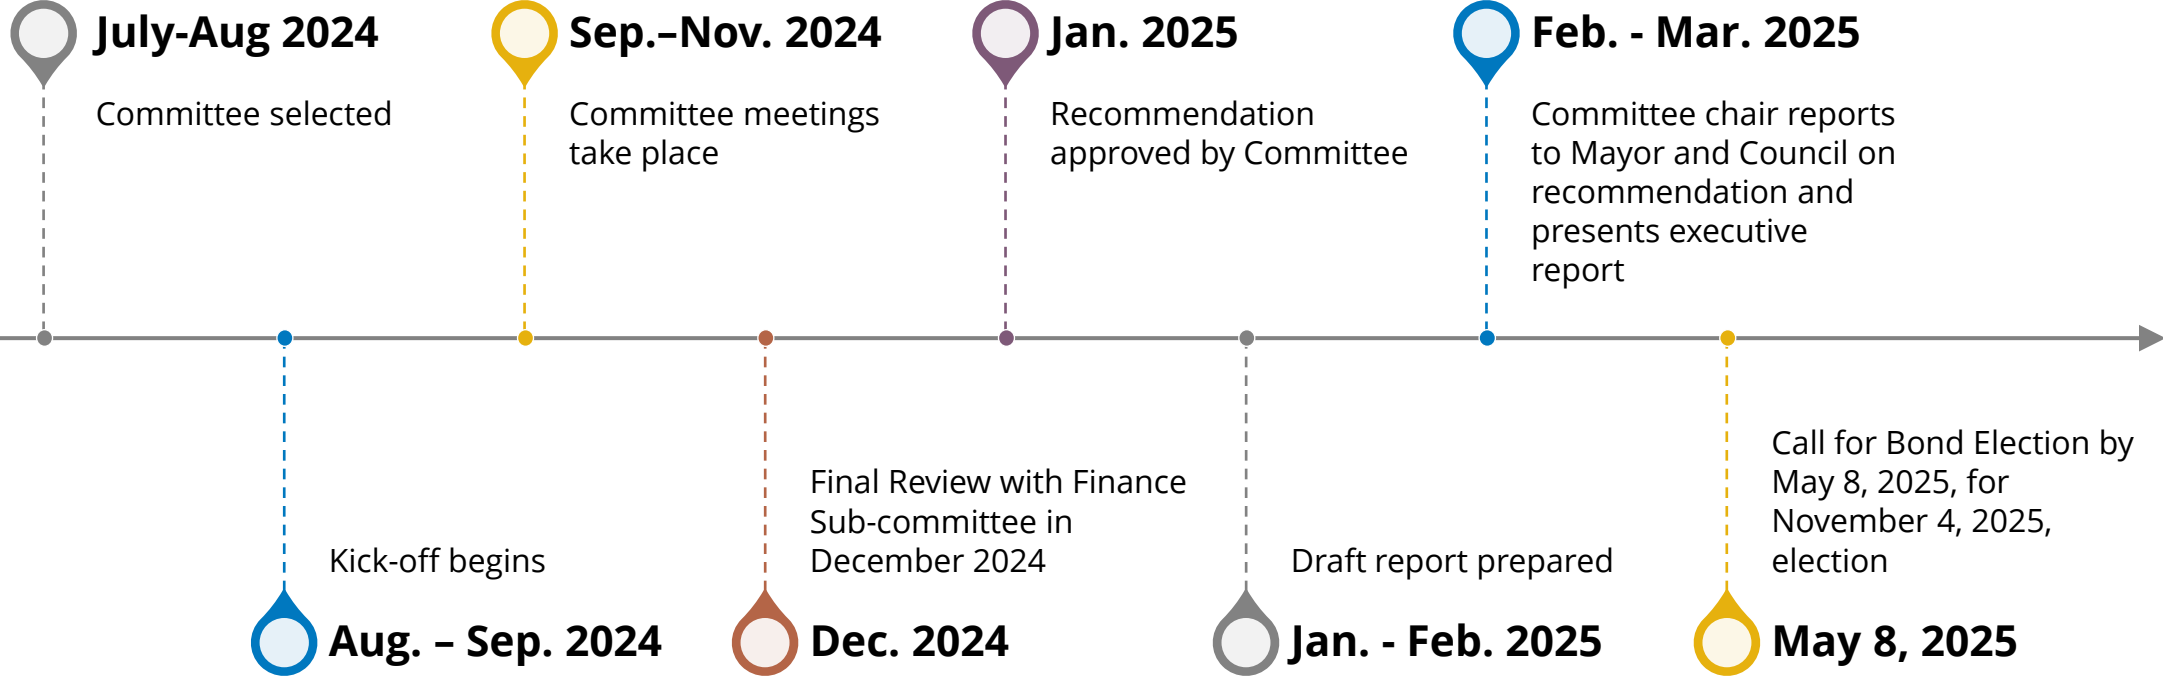 July-Aug 2024
Committee selected
Kick-off begins
Aug. – Sep. 2024
Sep.–Nov. 2024
Committee meetings
take place
Final Review with Finance
Sub-committee in
December 2024
Dec. 2024
Jan. 2025
Recommendation
approved by Committee
Draft report prepared
Jan. - Feb. 2025
Feb. - Mar. 2025
Committee chair reports
to Mayor and Council on
recommendation and
presents executive
report
Call for Bond Election by
May 8, 2025, for
November 4, 2025,
election
May 8, 2025